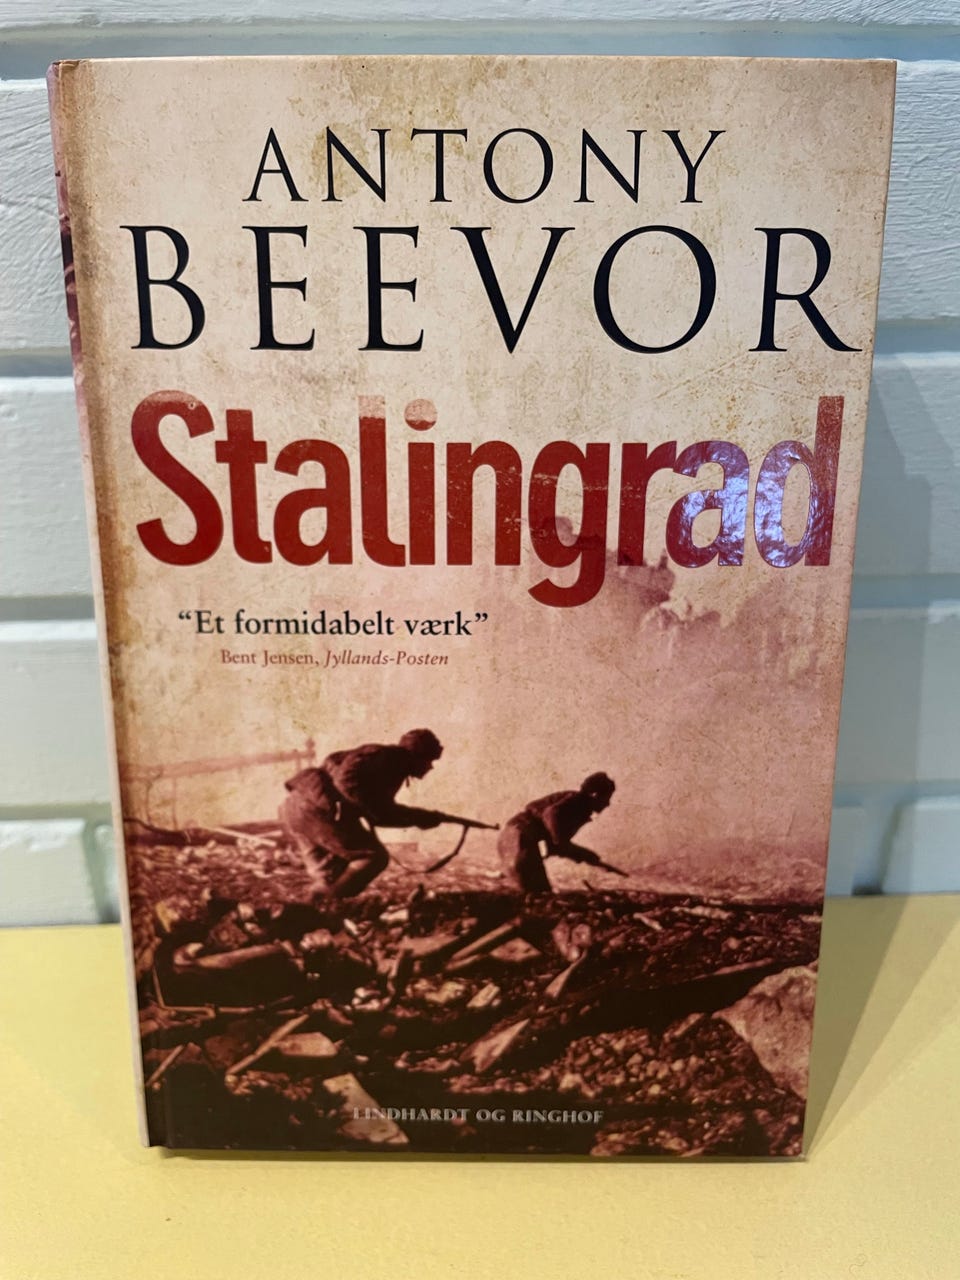 ANTONY
BEEVOR
Stalingrad
“Et formidabelt værk”
Bent Jensen, Jyllands-Posten
LINDHARDT OG RINGHOF